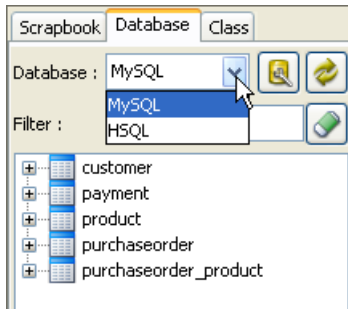 Scrapbook Database Class
Database : MySQL
MySQL
HSQL
Filter :
customer
payment
product
purchaseorder
purchaseorder_product